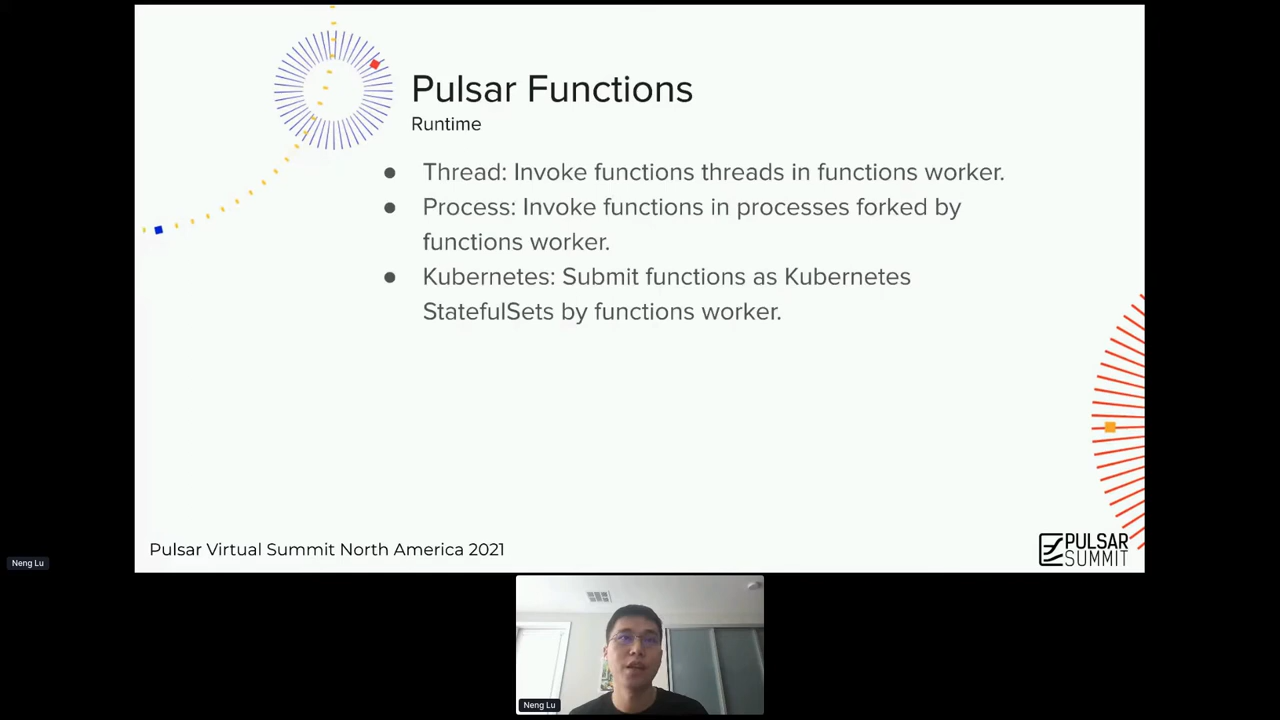 Pulsar Functions
Runtime
● Thread: Invoke functions threads in functions worker.
● Process: Invoke functions in processes forked by
functions worker.
● Kubernetes: Submit functions as Kubernetes
StatefulSets by functions worker.
Pulsar Virtual Summit North America 2021
PULSAR
SUMMIT
Neng Lu
Neng Lu